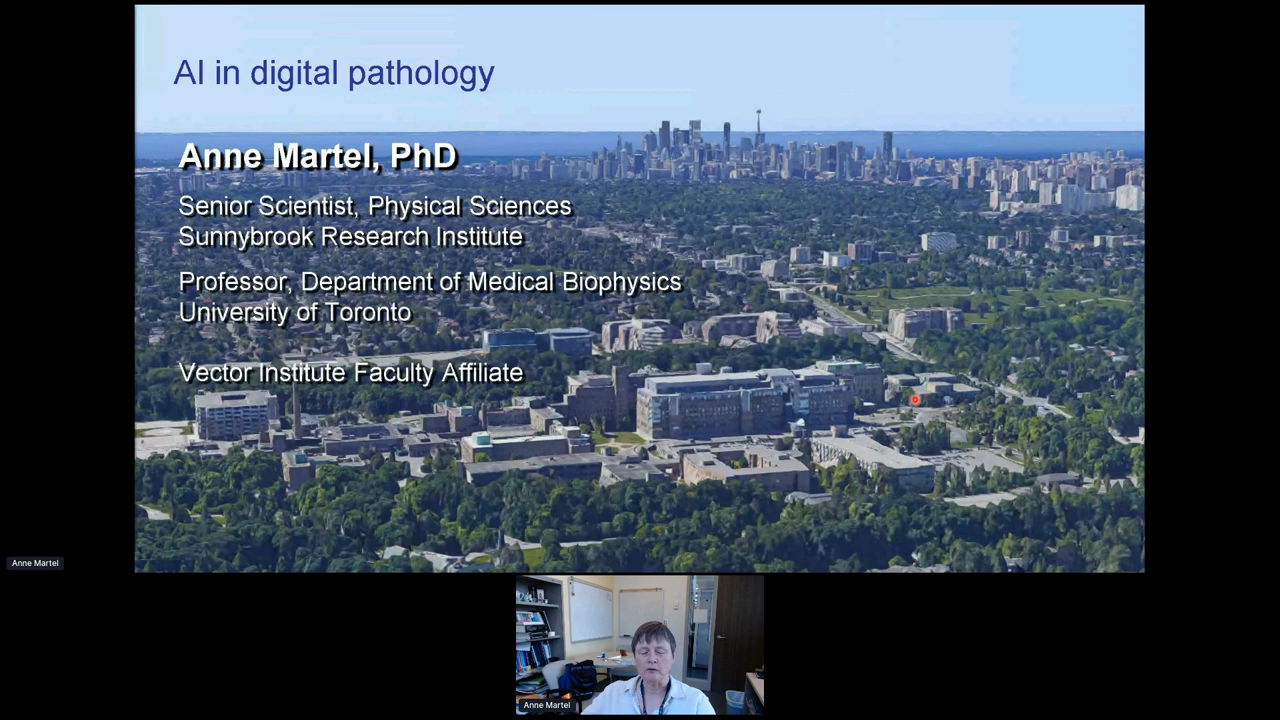 AI in digital pathology
Anne Martel, PhD
Senior Scientist, Physical Sciences
Sunnybrook Research Institute
Professor, Department of Medical Biophysics
University of Toronto
Vector Institute Faculty Affiliate
Anne Martel
Anne Martel